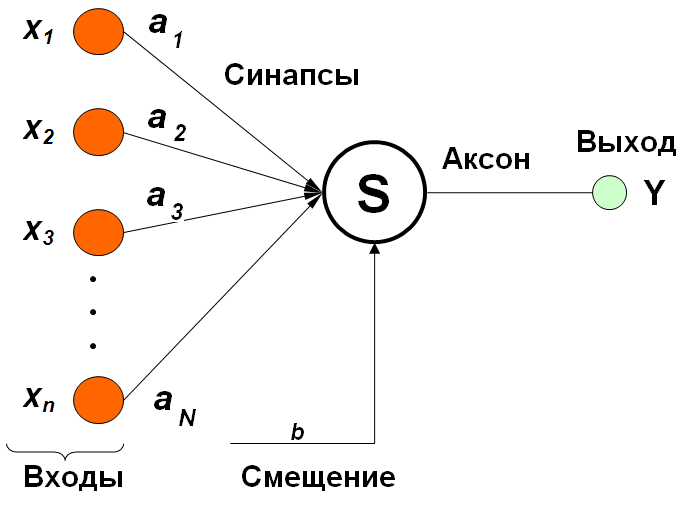 x1
a1
Синапсы
x2
a2
Выход
Аксон
S
Y
a3
x3
xn
aN
b
Входы
Смещение